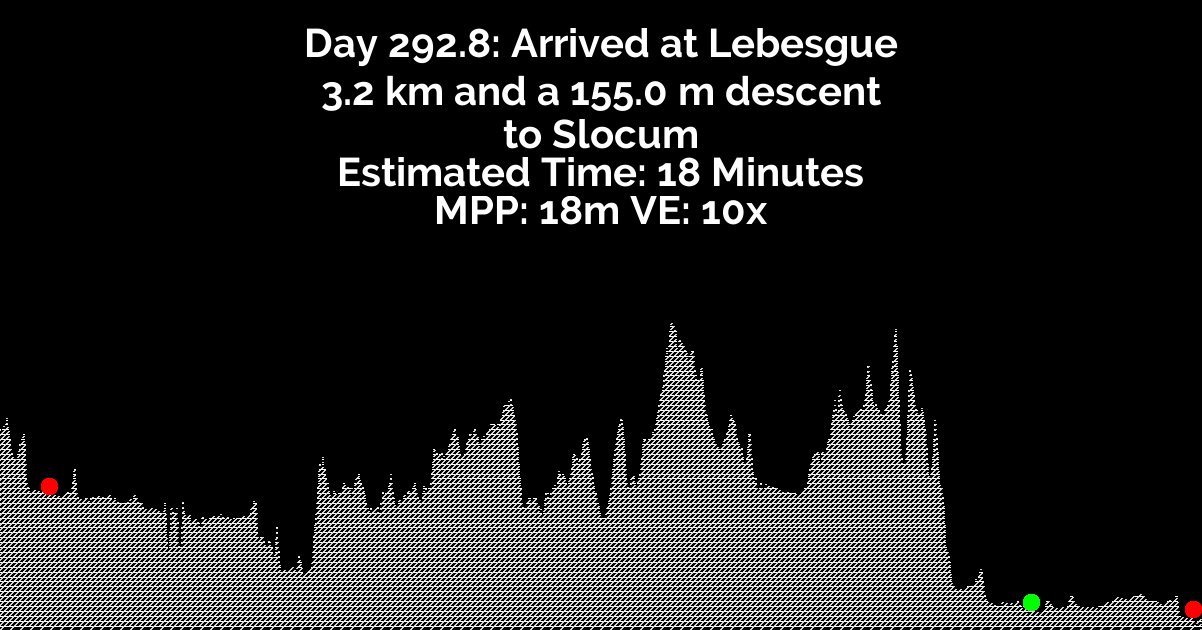 Day 292.8: Arrived at Lebesgue
3.2 km and a 155.0 m descent
to Slocum
Estimated Time: 18 Minutes
MPP: 18m VE: 10x